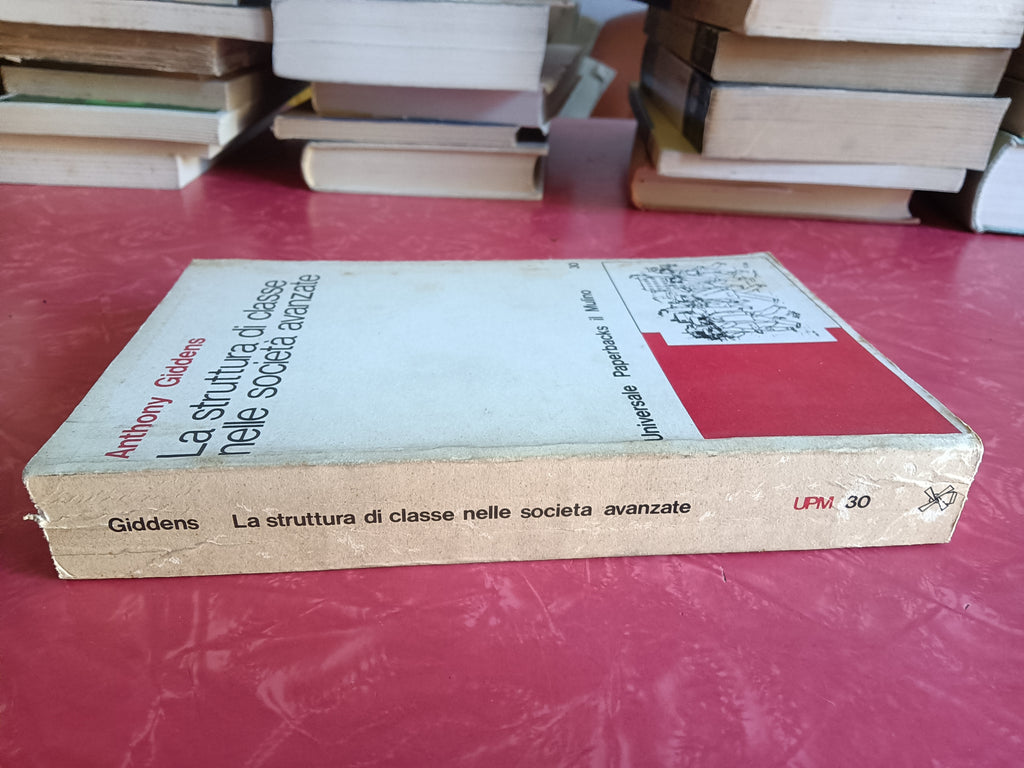 Anthony Giddens
La struttura di classe
nelle società avanzate
30
Universale Paperbacks il Mulino
Giddens La struttura di classe nelle societa avanzate UPM 30